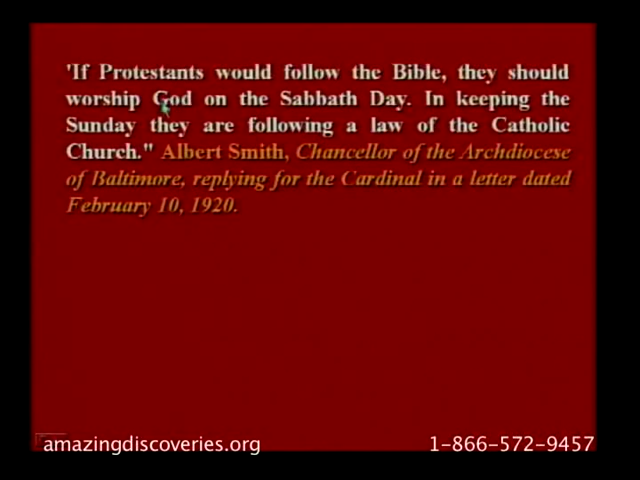 'If Protestants would follow the Bible, they should
worship God on the Sabbath Day. In keeping the
Sunday they are following a law of the Catholic
Church." Albert Smith, Chancellor of the Archdiocese
of Baltimore, replying for the Cardinal in a letter dated
February 10, 1920.
amazingdiscoveries.org
1-866-572-9457